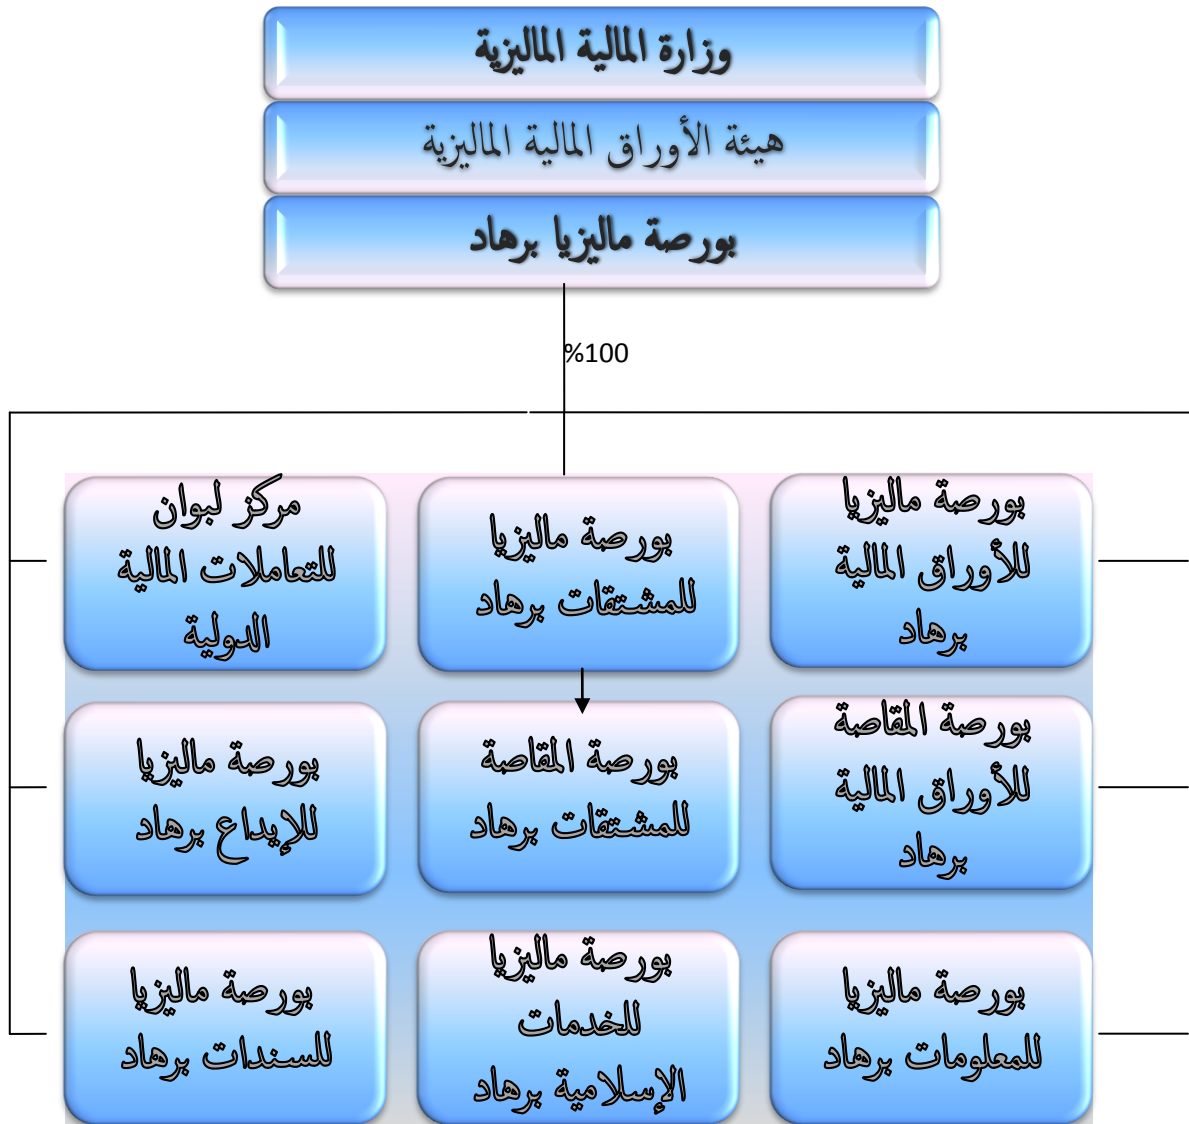 وزارة المالية الماليزية
هيئة الأوراق المالية الماليزية
بورصة ماليزيا برهاد
%100
بورصة ماليزيا
للأوراق المالية
برهاد
بورصة ماليزيا
للمشتقات برهاد
مركز لبوان
للتعاملات المالية
الدولية
بورصة المقاصة
للأوراق المالية
برهاد
بورصة المقاصة
للمشتقات برهاد
بورصة ماليزيا
للإيداع برهاد
بورصة ماليزيا
للمعلومات برهاد
بورصة ماليزيا
للخدمات
الإسلامية برهاد
بورصة ماليزيا
للسندات برهاد